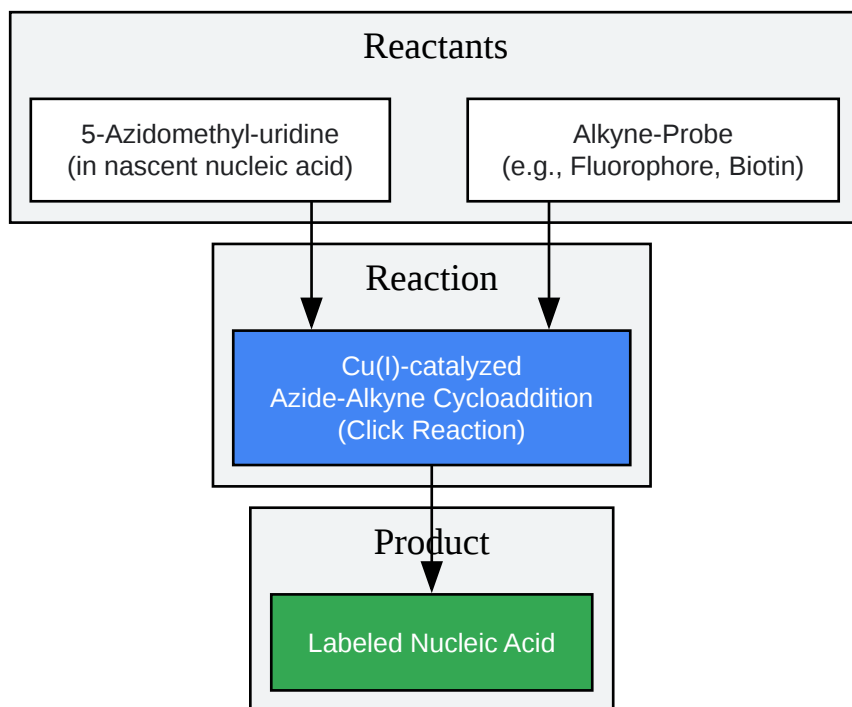 Reactants
5-Azidomethyl-uridine
(in nascent nucleic acid)
Alkyne-Probe
(e.g., Fluorophore, Biotin)
Reaction
Cu(I)-catalyzed
Azide-Alkyne Cycloaddition
(Click Reaction)
Product
Labeled Nucleic Acid